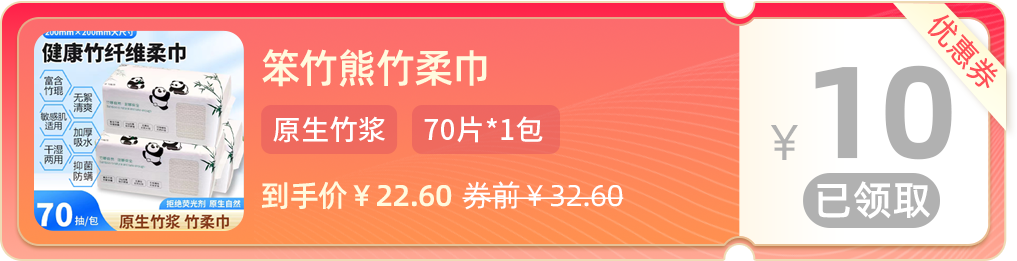 200mm×200mm大尺寸
健康竹纤维柔巾
富含
竹琨
无絮
清爽
敏感肌
适用
加厚
吸水
干湿
两用
抑菌
防螨
拒绝荧光剂 原生自然
70抽/包
原生竹浆 竹柔巾
笨竹熊竹柔巾
原生竹浆
70片*1包
到手价￥22.60 券前￥32.60
优惠券
￥10
已领取